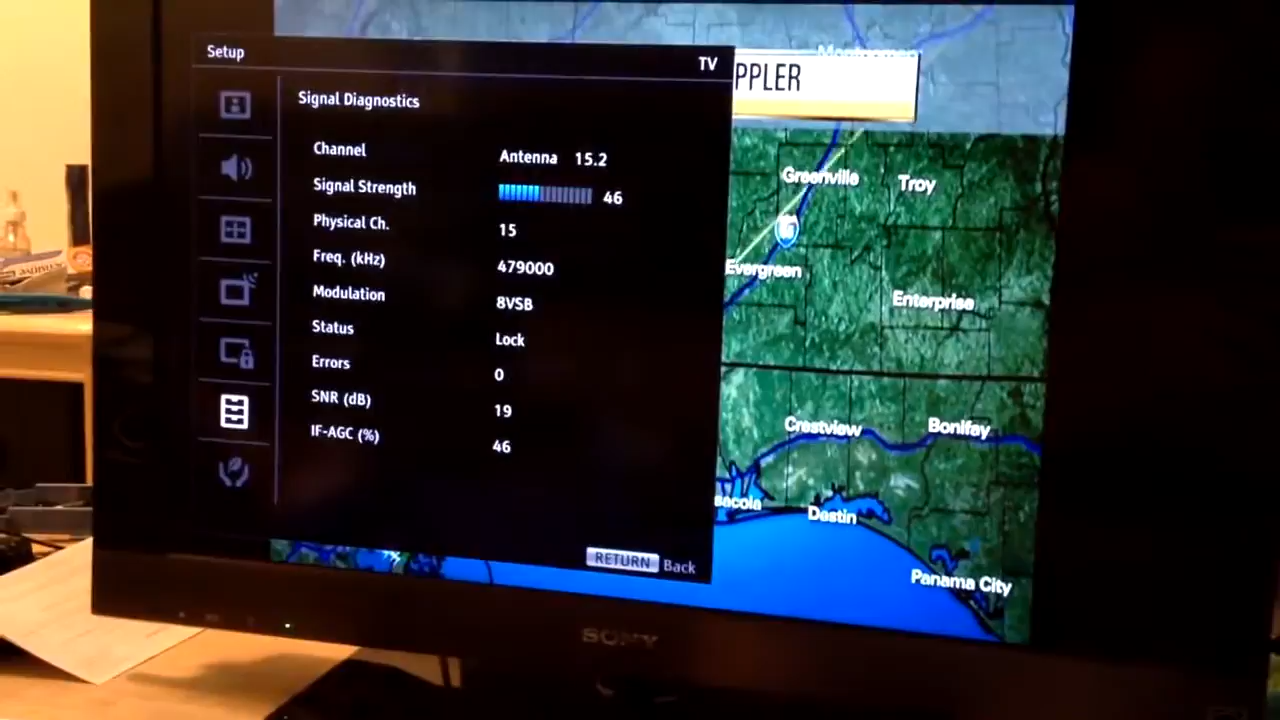 Setup
TV
Signal Diagnostics
Channel Antenna 15.2
Signal Strength 46
Physical Ch. 15
Freq. (kHz) 479000
Modulation 8VSB
Status Lock
Errors 0
SNR (dB) 19
IF-AGC (%) 46
RETURN Back
PPLER
Montgomery
Greenville
Troy
Evergreen
Enterprise
Crestview
Bonifay
sacola
Destin
Panama City
SONY